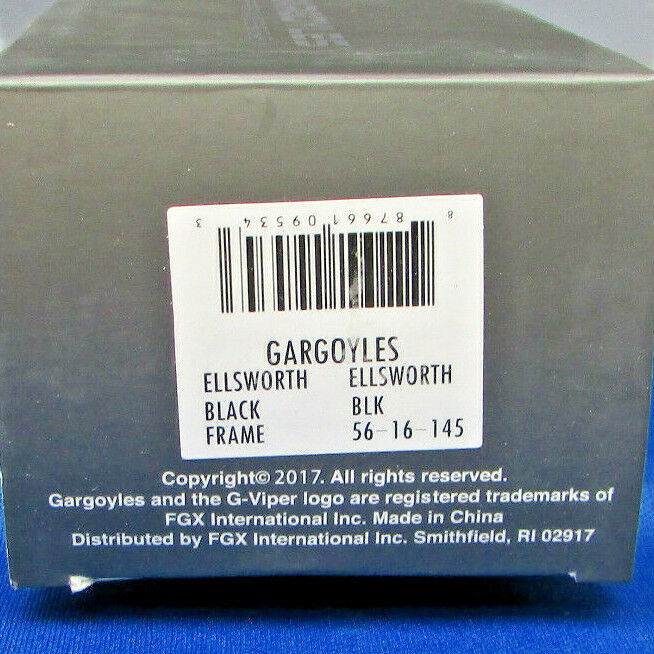 8 87661 09534 3
GARGOYLES
ELLSWORTH ELLSWORTH
BLACK BLK
FRAME 56-16-145
Copyright© 2017. All rights reserved.
Gargoyles and the G-Viper logo are registered trademarks of
FGX International Inc. Made in China
Distributed by FGX International Inc. Smithfield, RI 02917